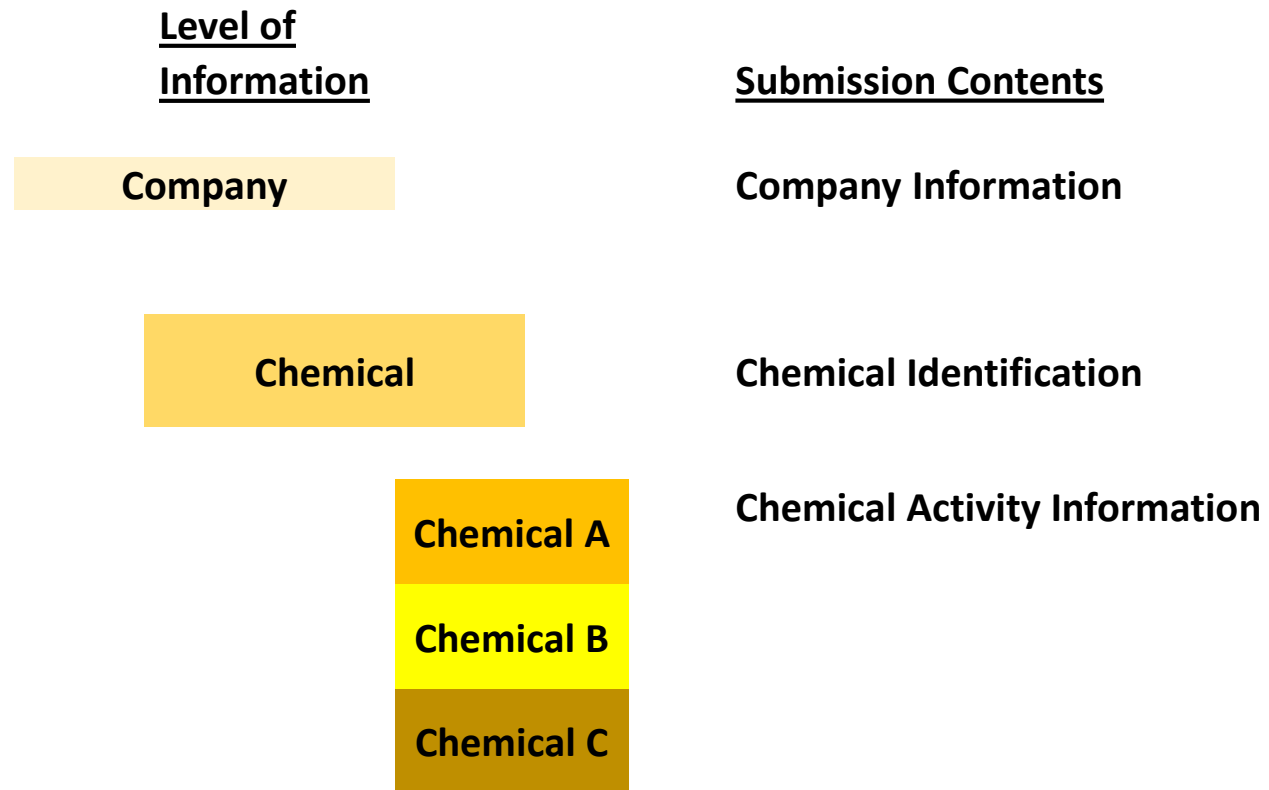 Level of
Information
Submission Contents
Company
Company Information
Chemical
Chemical Identification
Chemical A
Chemical Activity Information
Chemical B
Chemical C